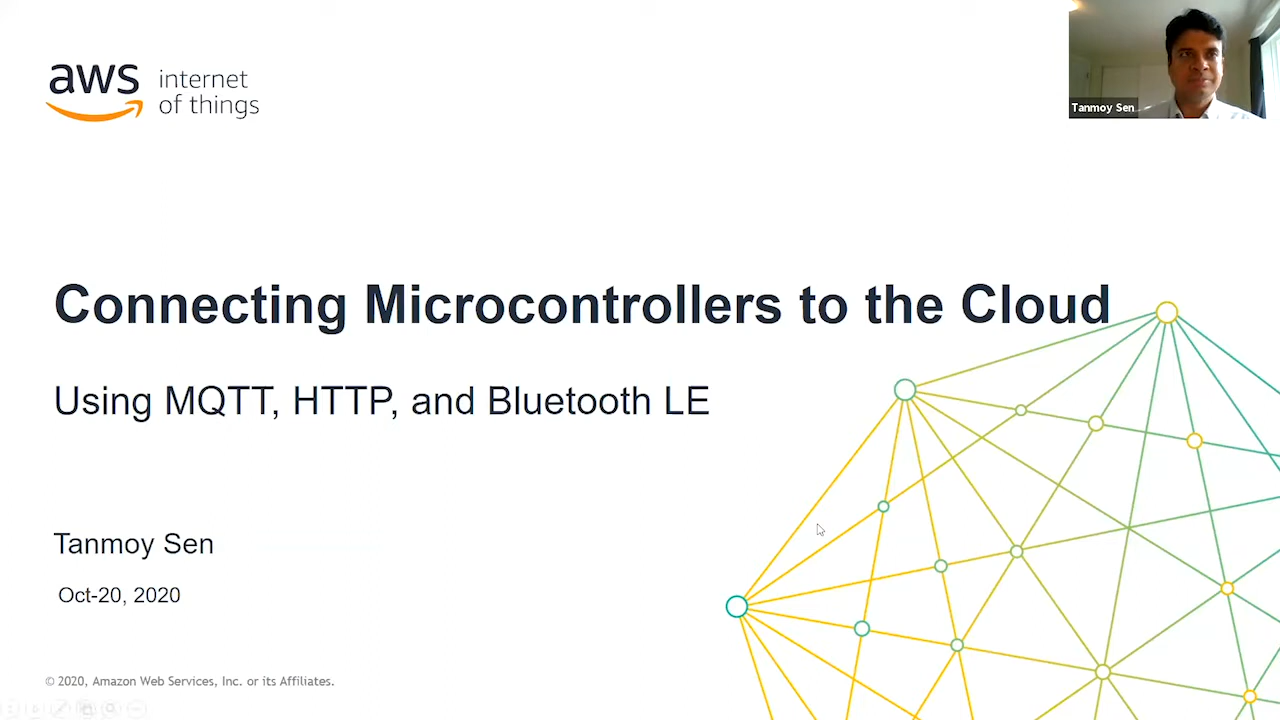 aws internet
of things
Tanmoy Sen
Connecting Microcontrollers to the Cloud
Using MQTT, HTTP, and Bluetooth LE
Tanmoy Sen
Oct-20, 2020
© 2020, Amazon Web Services, Inc. or its Affiliates.